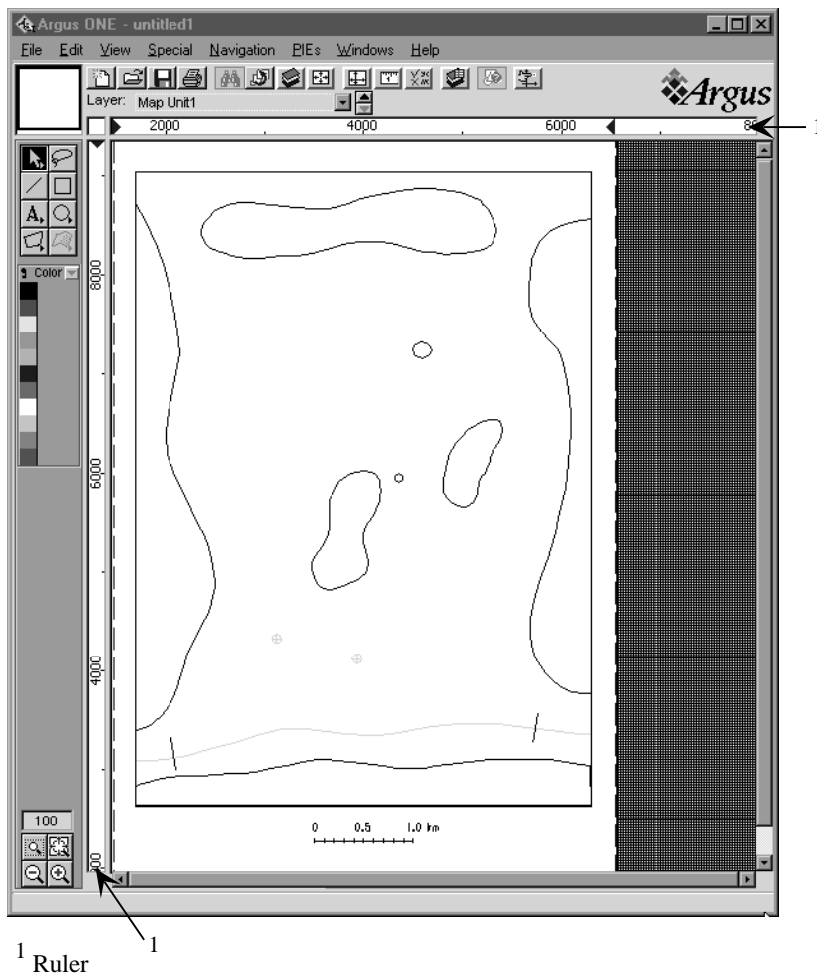 Argus ONE - untitled1
File Edit View Special Navigation PIEs Windows Help
Layer: Map Unit1
Argus
2000 4000 6000
1
Color
8000
6000
4000
100
0 0.5 1.0 km
1
1 Ruler